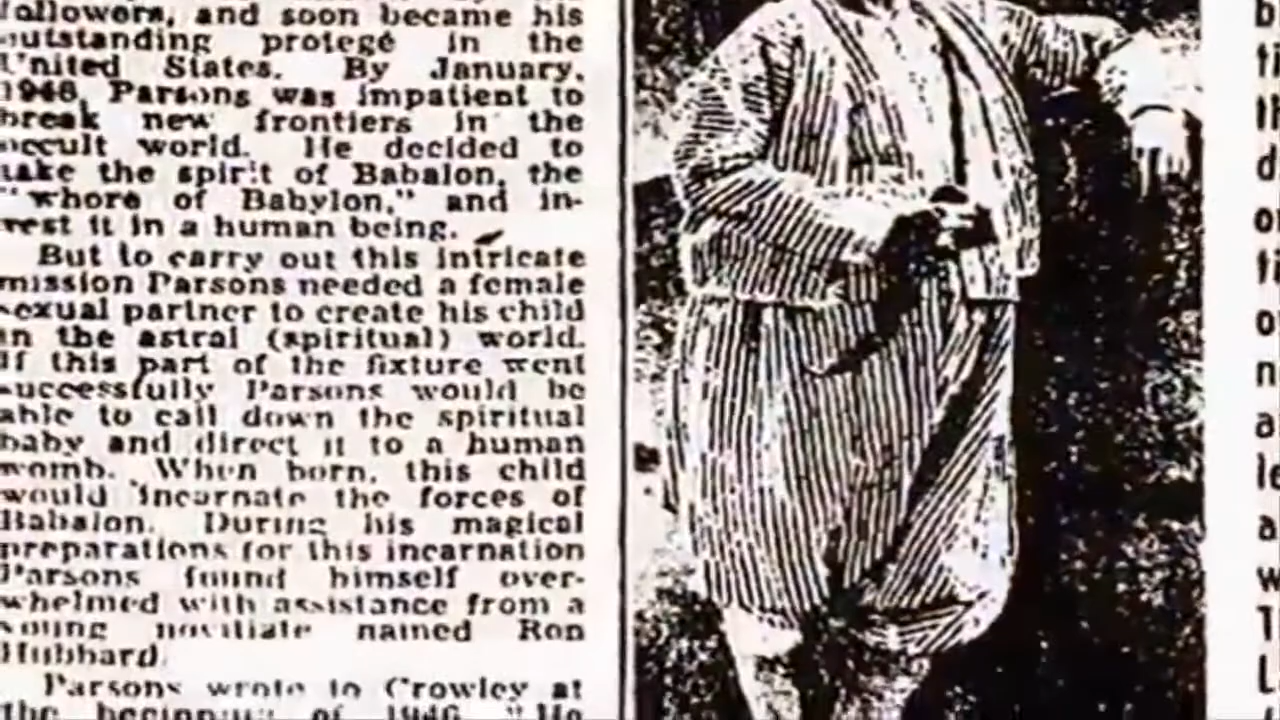 followers, and soon became his
outstanding protegé in the
United States. By January,
1946, Parsons was impatient to
break new frontiers in the
occult world. He decided to
take the spirit of Babalon, the
"whore of Babylon," and in-
vest it in a human being.
But to carry out this intricate
mission Parsons needed a female
sexual partner to create his child
in the astral (spiritual) world.
If this part of the fixture went
successfully Parsons would be
able to call down the spiritual
baby and direct it to a human
womb. When born, this child
would incarnate the forces of
Babalon. During his magical
preparations for this incarnation
Parsons found himself over-
whelmed with assistance from a
young novitiate named Ron
Hubbard.
Parsons wrote to Crowley at
the beginning of 1946. "He